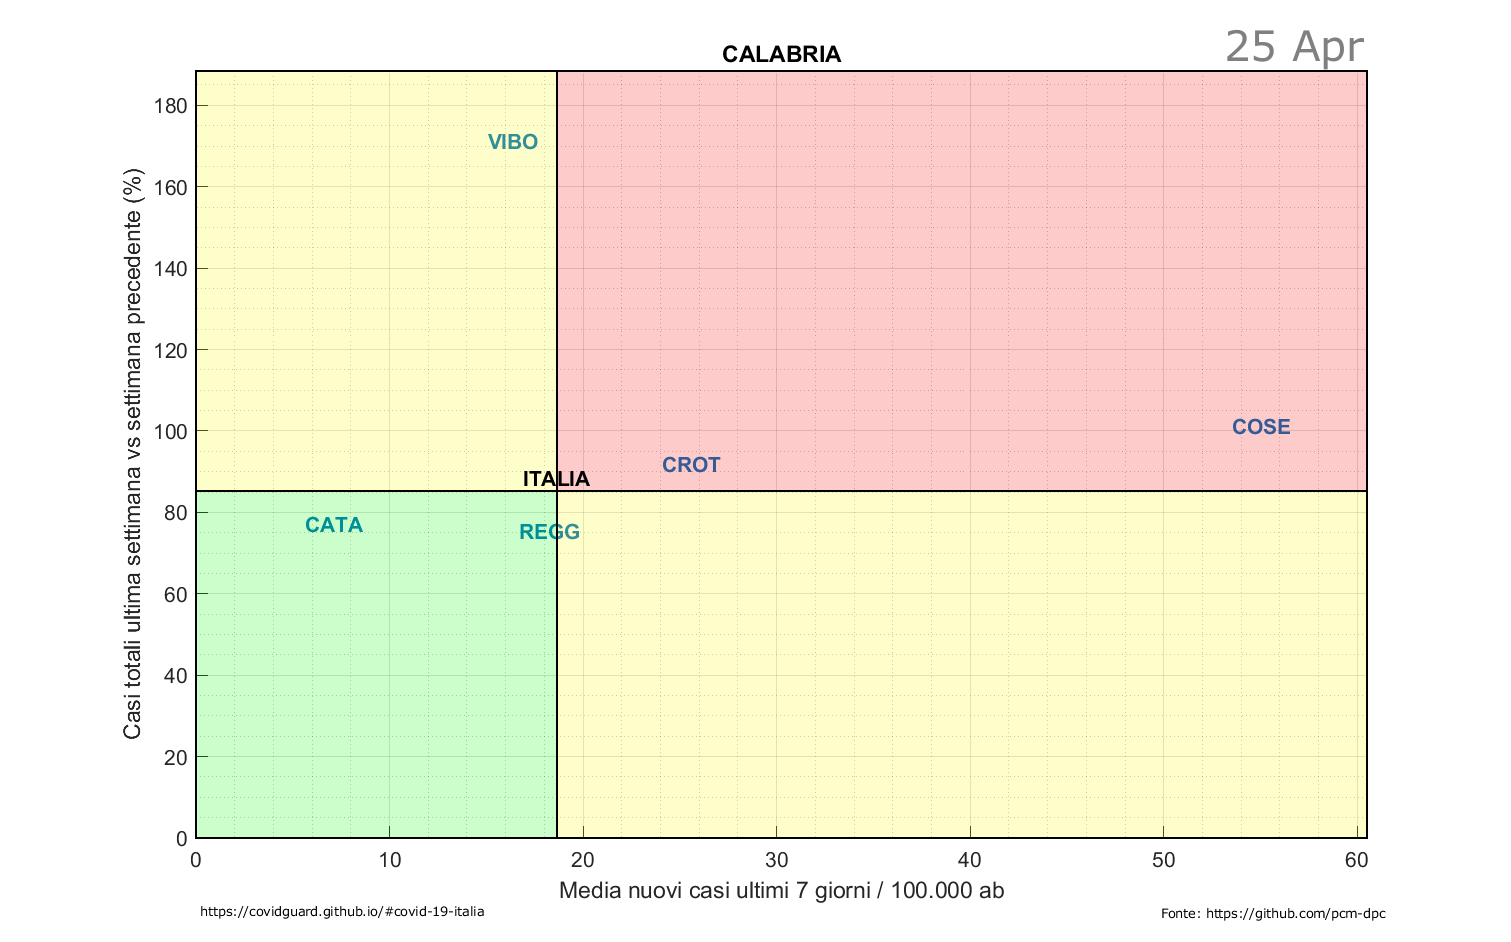 25 Apr
CALABRIA
Casi totali ultima settimana vs settimana precedente (%)
180
160
140
120
100
80
60
40
20
0
VIBO
COSE
CROT
ITALIA
CATA
REGG
0 10 20 30 40 50 60
Media nuovi casi ultimi 7 giorni / 100.000 ab
https://covidguard.github.io/#covid-19-italia
Fonte: https://github.com/pcm-dpc